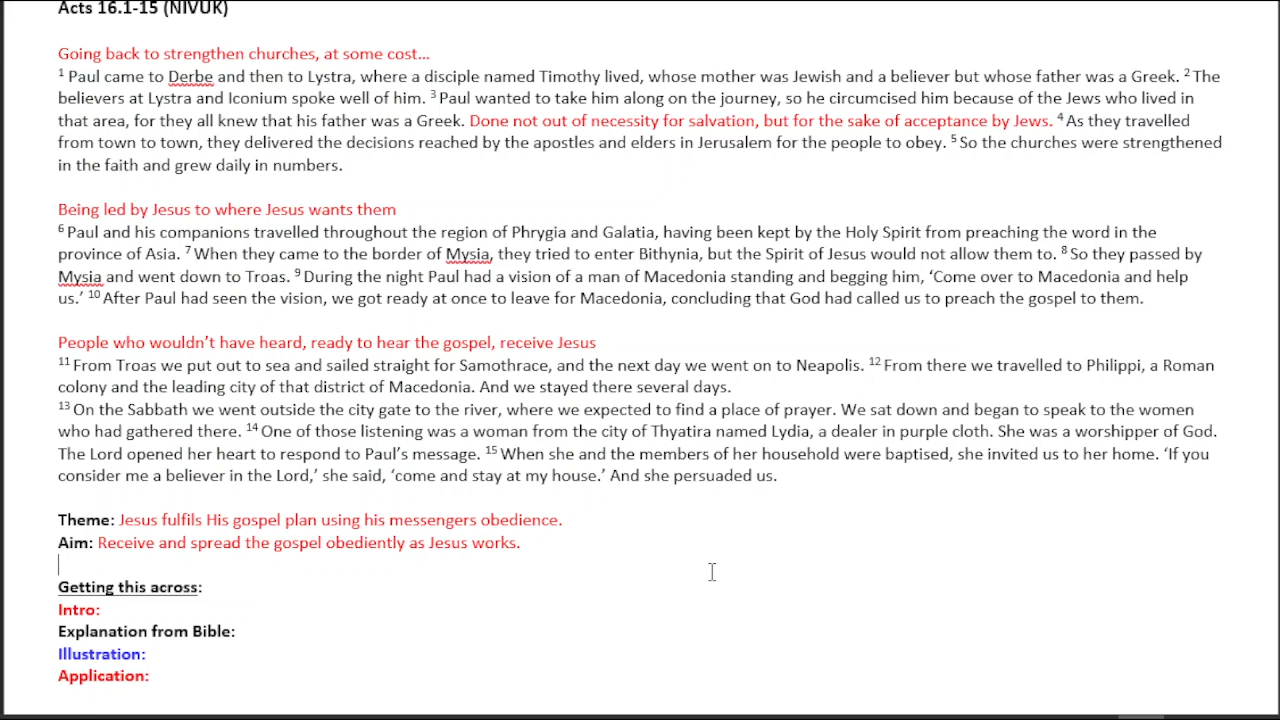 Acts 16.1-15 (NIVUK)
Going back to strengthen churches, at some cost…
1 Paul came to Derbe and then to Lystra, where a disciple named Timothy lived, whose mother was Jewish and a believer but whose father was a Greek. 2 The
believers at Lystra and Iconium spoke well of him. 3 Paul wanted to take him along on the journey, so he circumcised him because of the Jews who lived in
that area, for they all knew that his father was a Greek. Done not out of necessity for salvation, but for the sake of acceptance by Jews. 4 As they travelled
from town to town, they delivered the decisions reached by the apostles and elders in Jerusalem for the people to obey. 5 So the churches were strengthened
in the faith and grew daily in numbers.
Being led by Jesus to where Jesus wants them
6 Paul and his companions travelled throughout the region of Phrygia and Galatia, having been kept by the Holy Spirit from preaching the word in the
province of Asia. 7 When they came to the border of Mysia, they tried to enter Bithynia, but the Spirit of Jesus would not allow them to. 8 So they passed by
Mysia and went down to Troas. 9 During the night Paul had a vision of a man of Macedonia standing and begging him, ‘Come over to Macedonia and help
us.’ 10 After Paul had seen the vision, we got ready at once to leave for Macedonia, concluding that God had called us to preach the gospel to them.
People who wouldn’t have heard, ready to hear the gospel, receive Jesus
11 From Troas we put out to sea and sailed straight for Samothrace, and the next day we went on to Neapolis. 12 From there we travelled to Philippi, a Roman
colony and the leading city of that district of Macedonia. And we stayed there several days.
13 On the Sabbath we went outside the city gate to the river, where we expected to find a place of prayer. We sat down and began to speak to the women
who had gathered there. 14 One of those listening was a woman from the city of Thyatira named Lydia, a dealer in purple cloth. She was a worshipper of God.
The Lord opened her heart to respond to Paul’s message. 15 When she and the members of her household were baptised, she invited us to her home. ‘If you
consider me a believer in the Lord,’ she said, ‘come and stay at my house.’ And she persuaded us.
Theme: Jesus fulfils His gospel plan using his messengers obedience.
Aim: Receive and spread the gospel obediently as Jesus works.
Getting this across:
Intro:
Explanation from Bible:
Illustration:
Application: